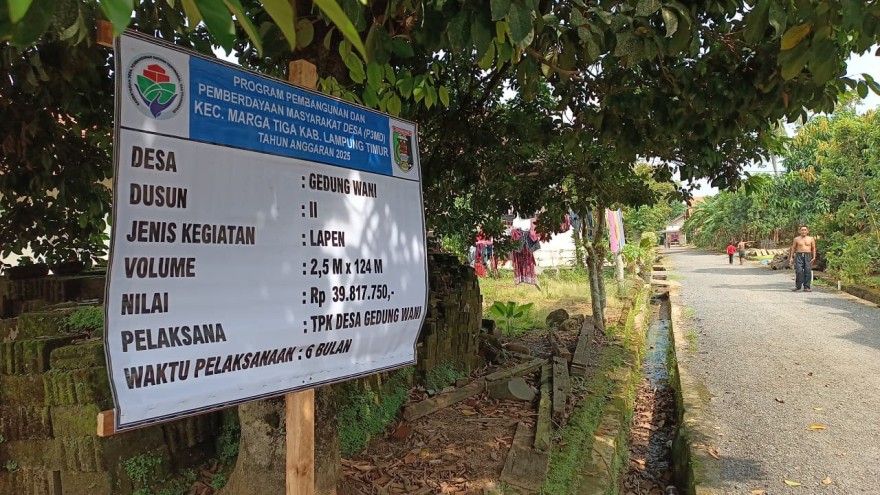 PROGRAM PEMBANGUNAN DAN
PEMBERDAYAAN MASYARAKAT DESA (P3MD)
KEC. MARGA TIGA KAB. LAMPUNG TIMUR
TAHUN ANGGARAN 2025
DESA : GEDUNG WANI
DUSUN : II
JENIS KEGIATAN : LAPEN
VOLUME : 2,5 M x 124 M
NILAI : Rp 39.817.750,-
PELAKSANA : TPK DESA GEDUNG WANI
WAKTU PELAKSANAAK : 6 BULAN